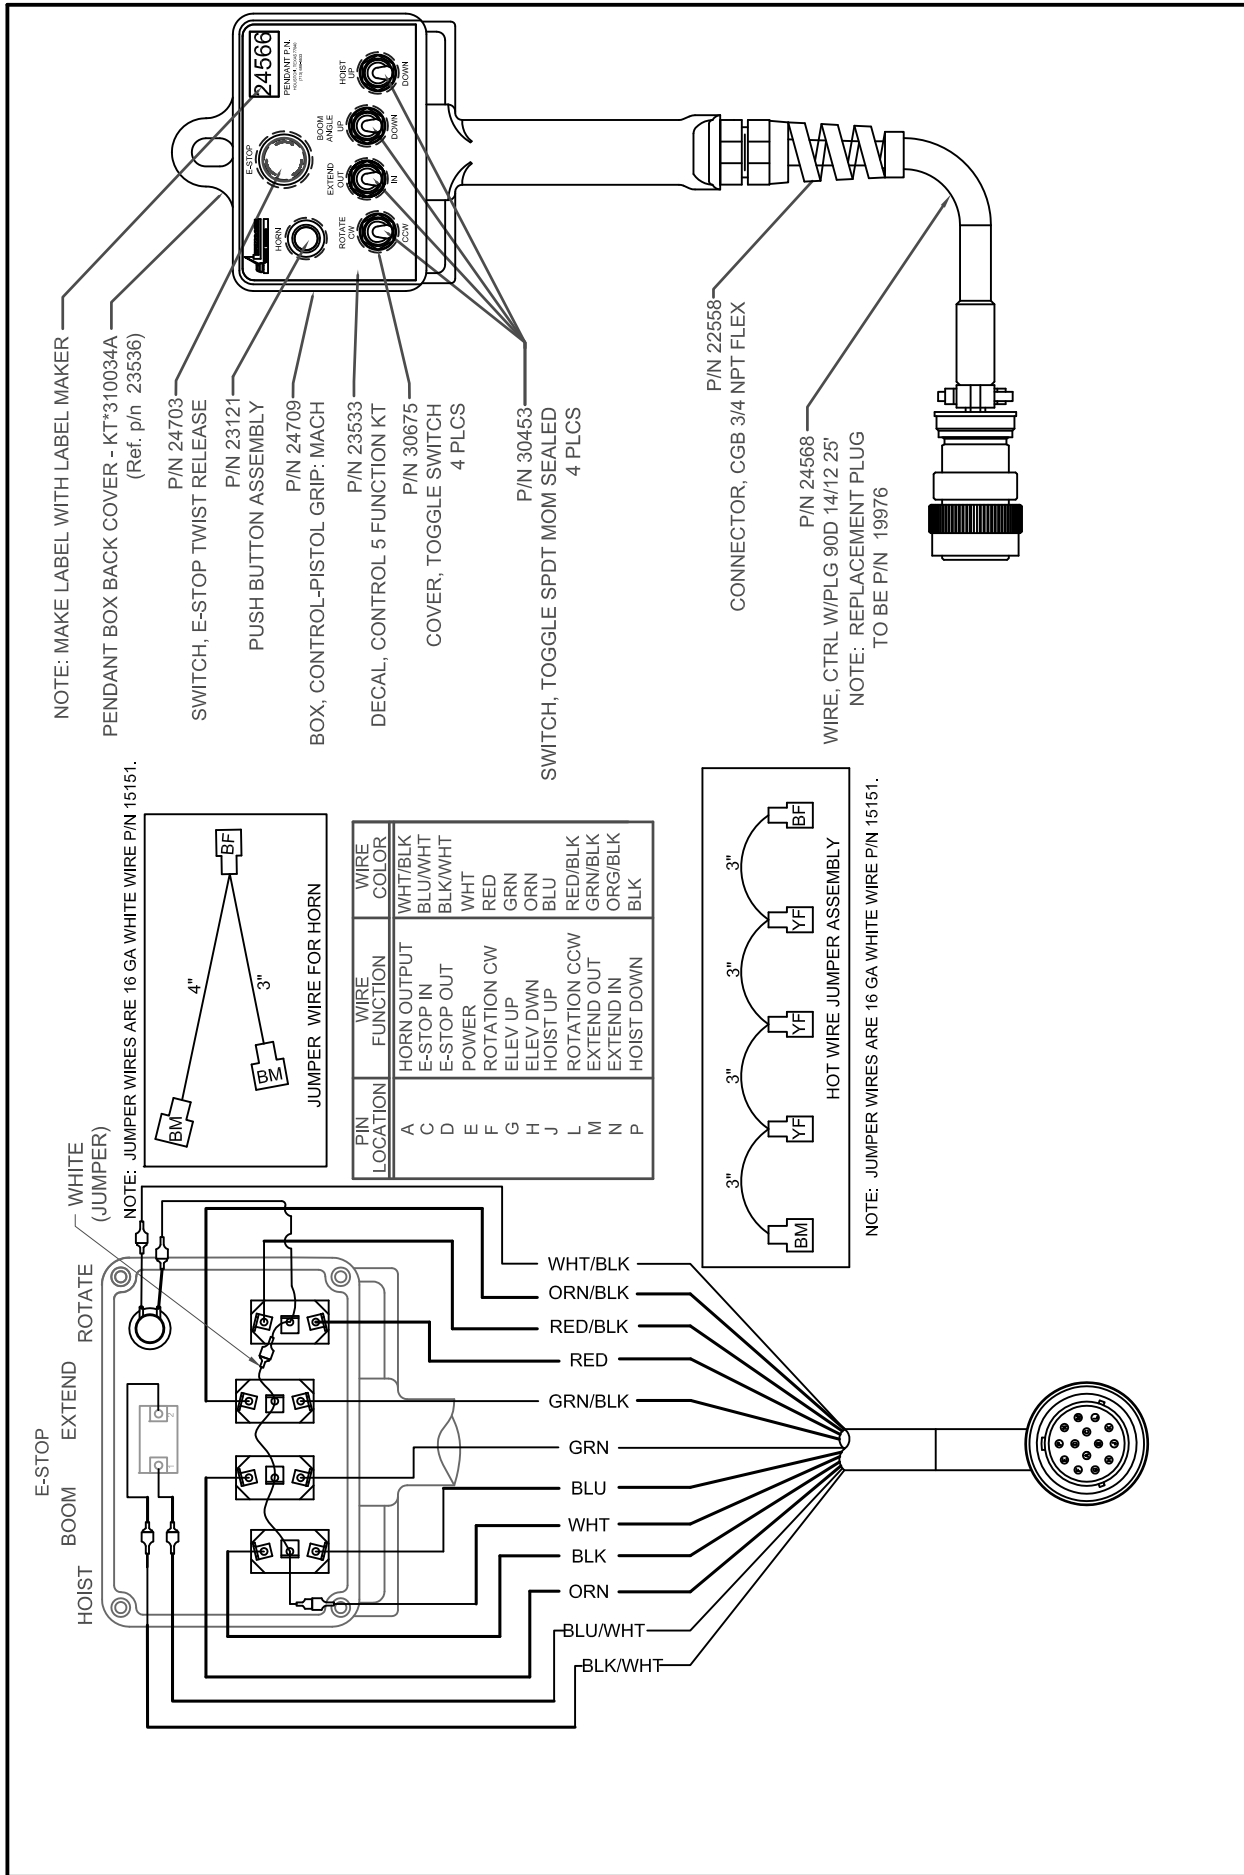 NOTE: MAKE LABEL WITH LABEL MAKER
PENDANT BOX BACK COVER - KT*310034A
(Ref. p/n 23536)
P/N 24703
SWITCH, E-STOP TWIST RELEASE
P/N 23121
PUSH BUTTON ASSEMBLY
P/N 24709
BOX, CONTROL-PISTOL GRIP: MACH
P/N 23533
DECAL, CONTROL 5 FUNCTION KT
P/N 30675
COVER, TOGGLE SWITCH
4 PLCS
P/N 30453
SWITCH, TOGGLE SPDT MOM SEALED
4 PLCS
P/N 22558
CONNECTOR, CGB 3/4 NPT FLEX
P/N 24568
WIRE, CTRL W/PLG 90D 14/12 25'
NOTE: REPLACEMENT PLUG
TO BE P/N 19976
24566
PENDANT P.N.
E-STOP
HORN
HOIST
UP
DOWN
BOOM
ANGLE
UP
DOWN
EXTEND
OUT
IN
ROTATE
CW
CCW
NOTE: JUMPER WIRES ARE 16 GA WHITE WIRE P/N 15151.
BM
4"
BF
BM
3"
JUMPER WIRE FOR HORN
PIN LOCATION WIRE FUNCTION WIRE COLOR
A HORN OUTPUT WHT/BLK
C E-STOP IN BLU/WHT
D E-STOP OUT BLK/WHT
E POWER WHT
F ROTATION CW RED
G ELEV UP GRN
H ELEV DWN ORN
J HOIST UP BLU
L ROTATION CCW RED/BLK
M EXTEND OUT GRN/BLK
N EXTEND IN ORG/BLK
P HOIST DOWN BLK
3" 3" 3" 3"
BM YF YF YF BF
HOT WIRE JUMPER ASSEMBLY
NOTE: JUMPER WIRES ARE 16 GA WHITE WIRE P/N 15151.
WHITE
(JUMPER)
E-STOP
HOIST BOOM EXTEND ROTATE
1
2
WHT/BLK
ORN/BLK
RED/BLK
RED
GRN/BLK
GRN
BLU
WHT
BLK
ORN
BLU/WHT
BLK/WHT